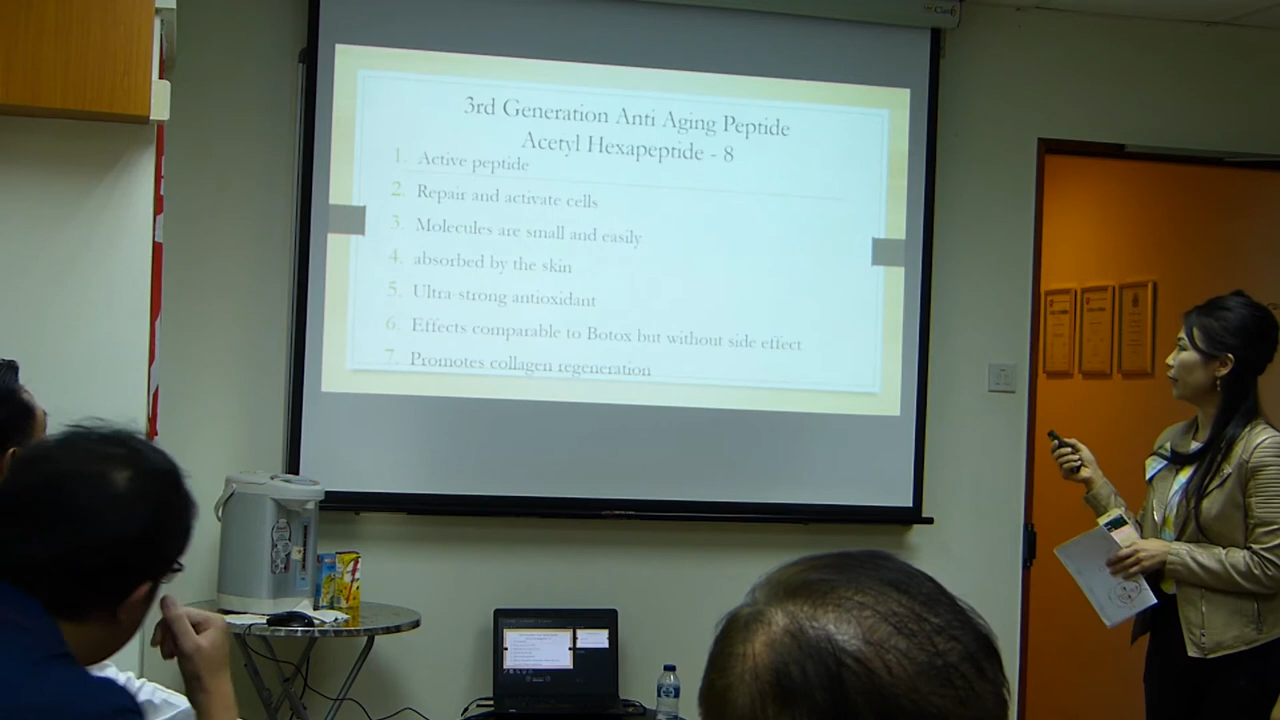 3rd Generation Anti Aging Peptide
Acetyl Hexapeptide - 8
1. Active peptide
2. Repair and activate cells
3. Molecules are small and easily
4. absorbed by the skin
5. Ultra-strong antioxidant
6. Effects comparable to Botox but without side effect
7. Promotes collagen regeneration